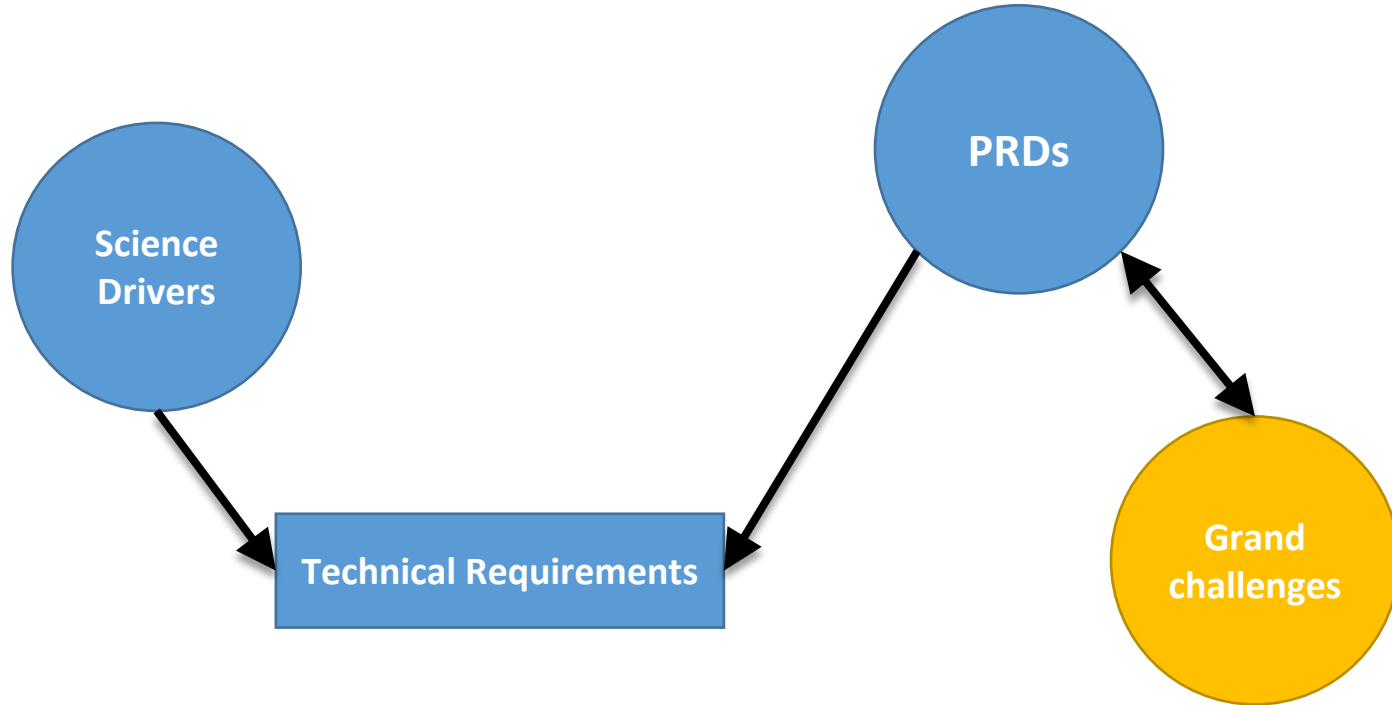 PRDs
Science
Drivers
Technical Requirements
Grand
challenges